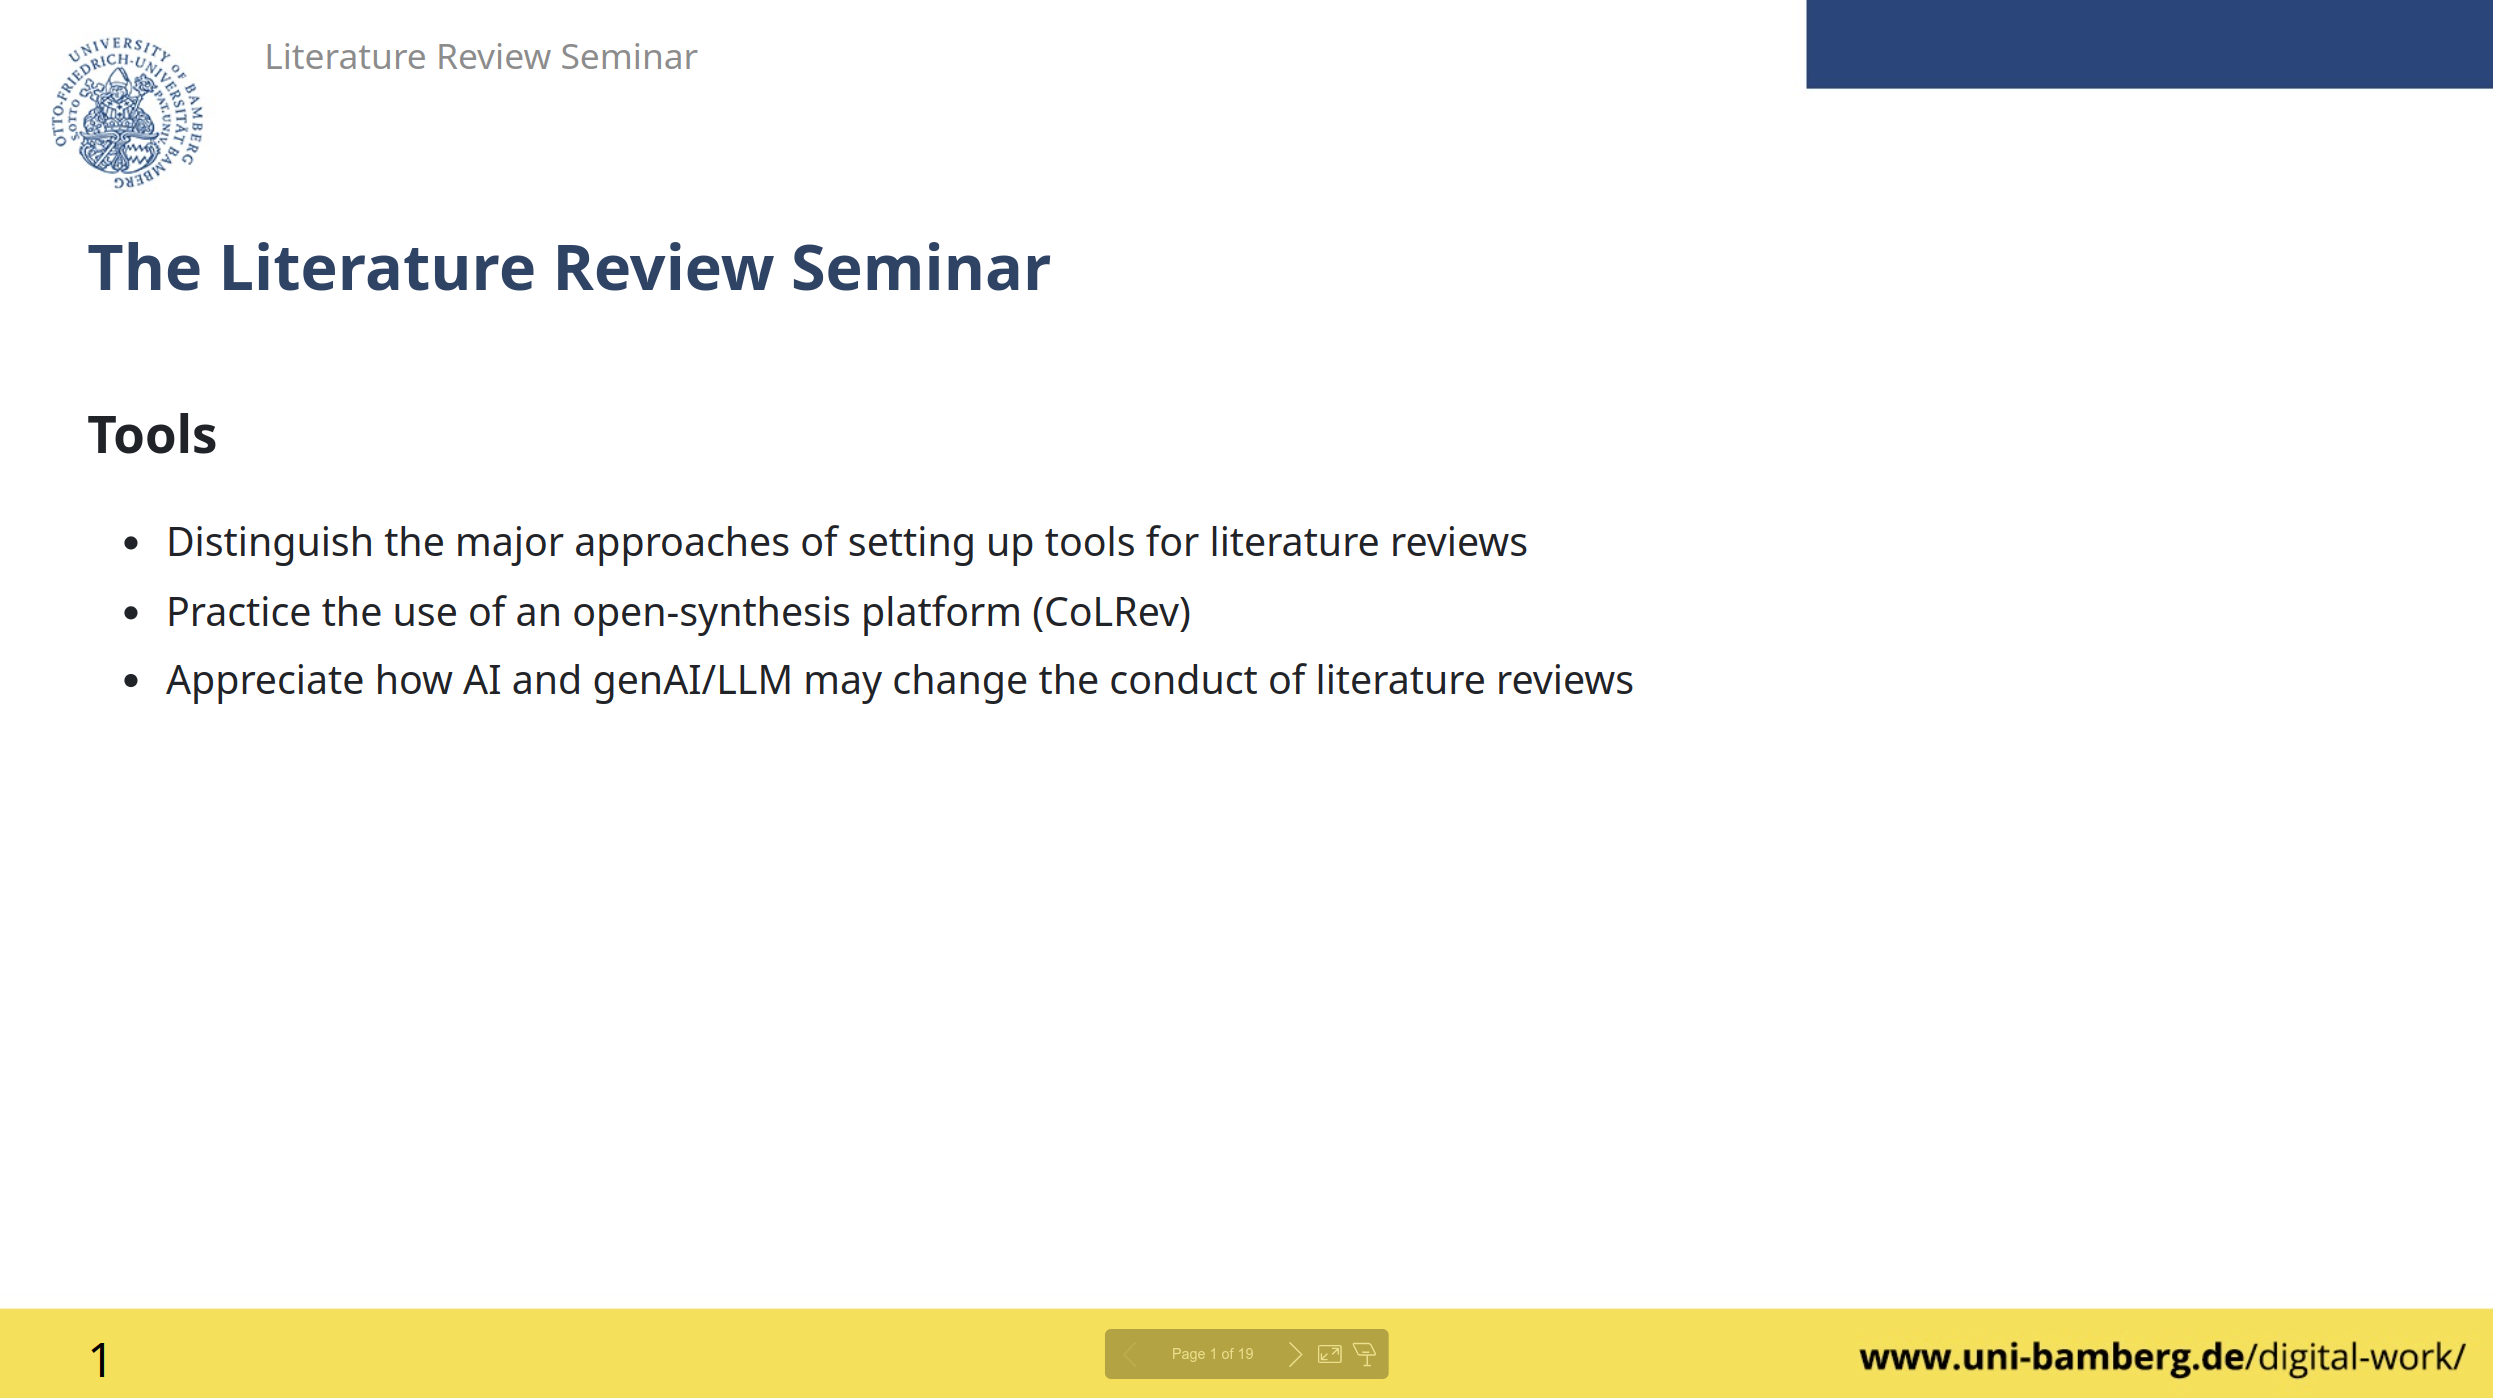 UNIVERSITY OF BAMBERG
OTTO-FRIEDRICH-UNIVERSITÄT BAMBERG
Literature Review Seminar
The Literature Review Seminar
Tools
• Distinguish the major approaches of setting up tools for literature reviews
• Practice the use of an open-synthesis platform (CoLRev)
• Appreciate how AI and genAI/LLM may change the conduct of literature reviews
1
Page 1 of 19
www.uni-bamberg.de/digital-work/